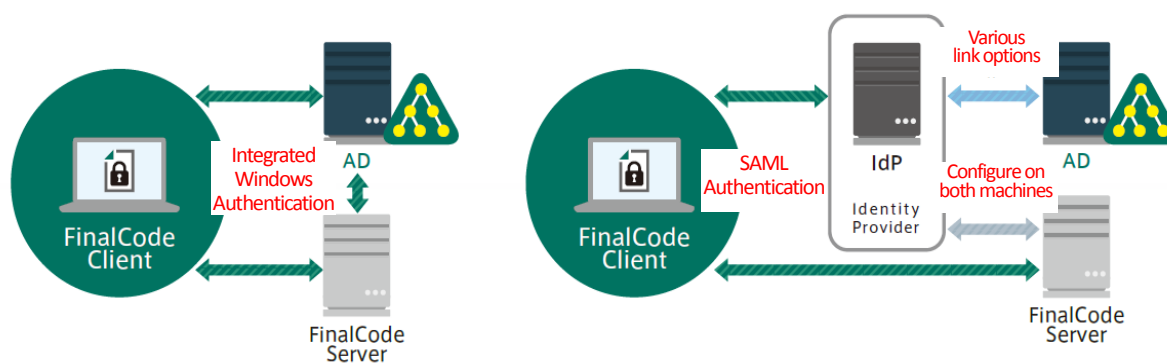 AD
Integrated
Windows
Authentication
FinalCode
Client
FinalCode
Server
Various
link options
IdP
AD
SAML
Authentication
Configure on
both machines
Identity
Provider
FinalCode
Client
FinalCode
Server